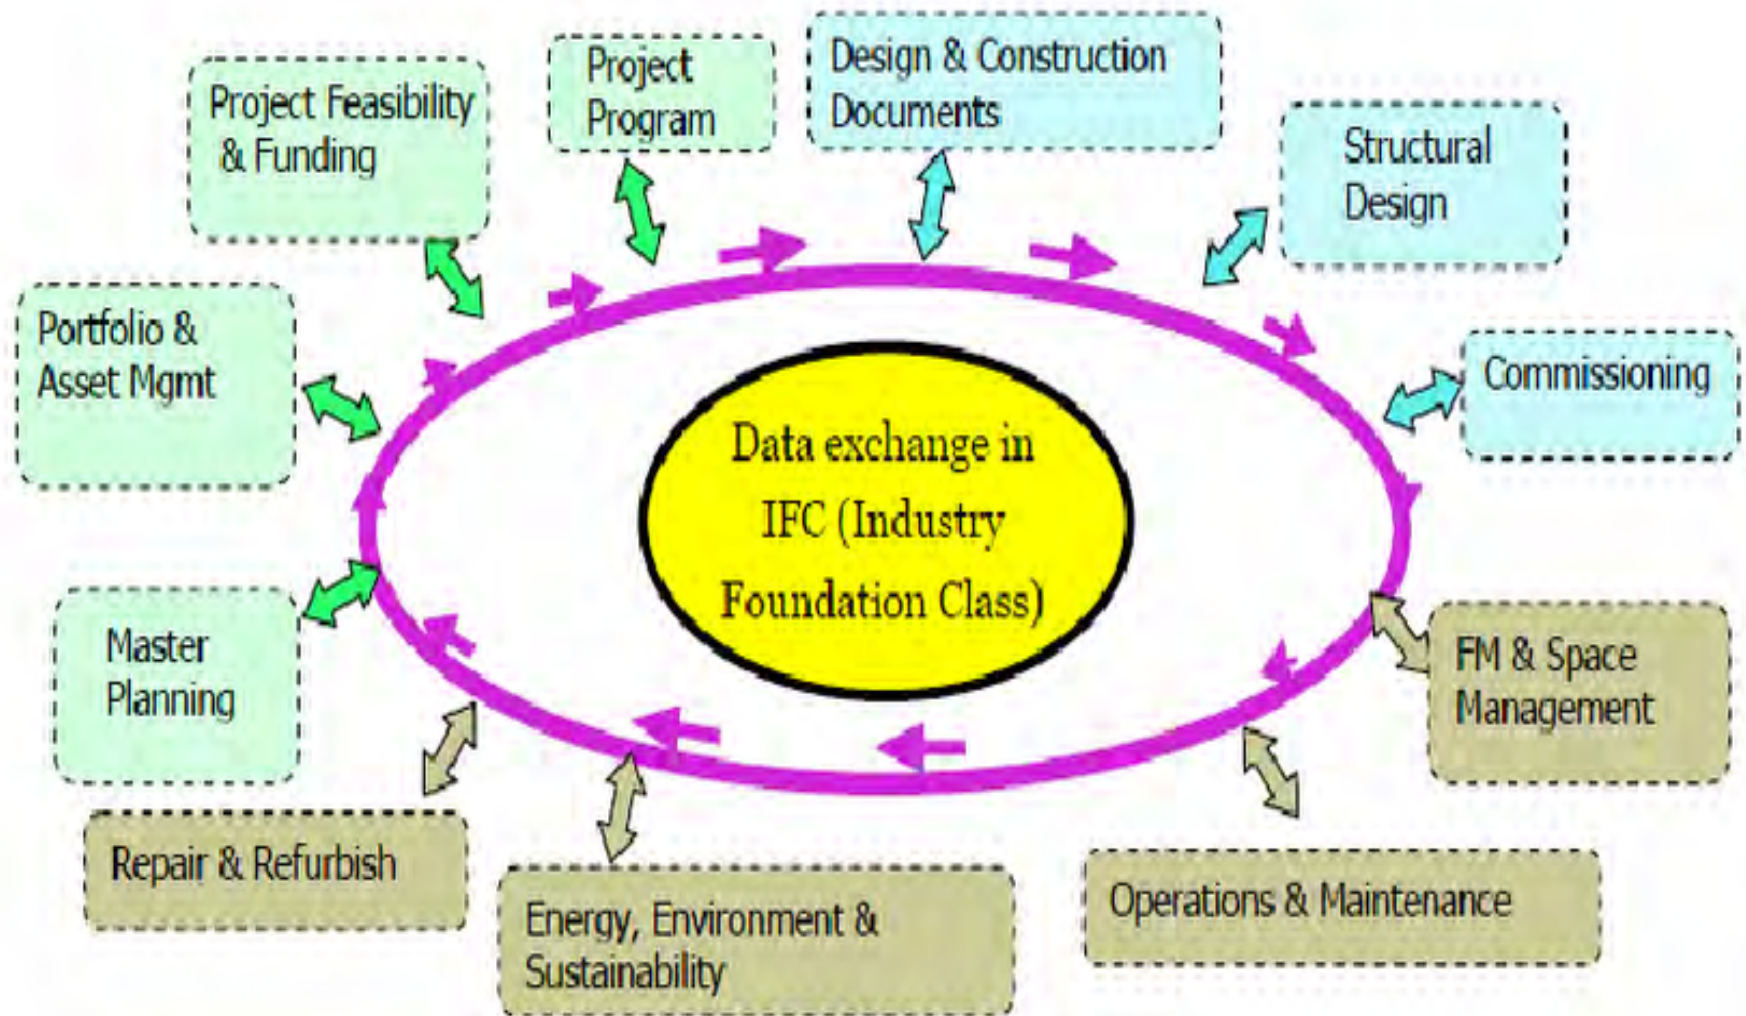 Project Feasibility
& Funding
Project
Program
Design & Construction
Documents
Structural
Design
Portfolio &
Asset Mgmt
Commissioning
Data exchange in
IFC (Industry
Foundation Class)
Master
Planning
FM & Space
Management
Repair & Refurbish
Energy, Environment &
Sustainability
Operations & Maintenance